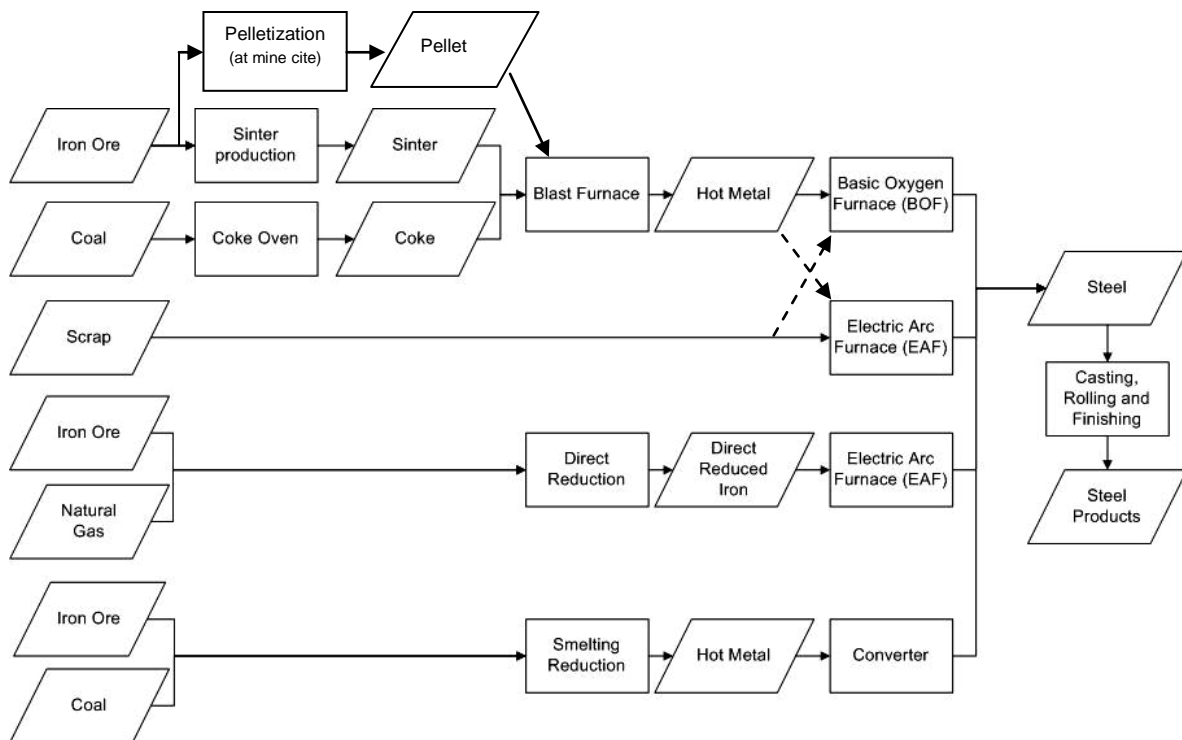 Pelletization
(at mine cite)
Pellet
Iron Ore
Sinter
production
Sinter
Blast Furnace
Hot Metal
Basic Oxygen
Furnace (BOF)
Coal
Coke Oven
Coke
Scrap
Electric Arc
Furnace (EAF)
Steel
Casting,
Rolling and
Finishing
Steel
Products
Iron Ore
Natural
Gas
Direct
Reduction
Direct
Reduced
Iron
Electric Arc
Furnace (EAF)
Iron Ore
Coal
Smelting
Reduction
Hot Metal
Converter